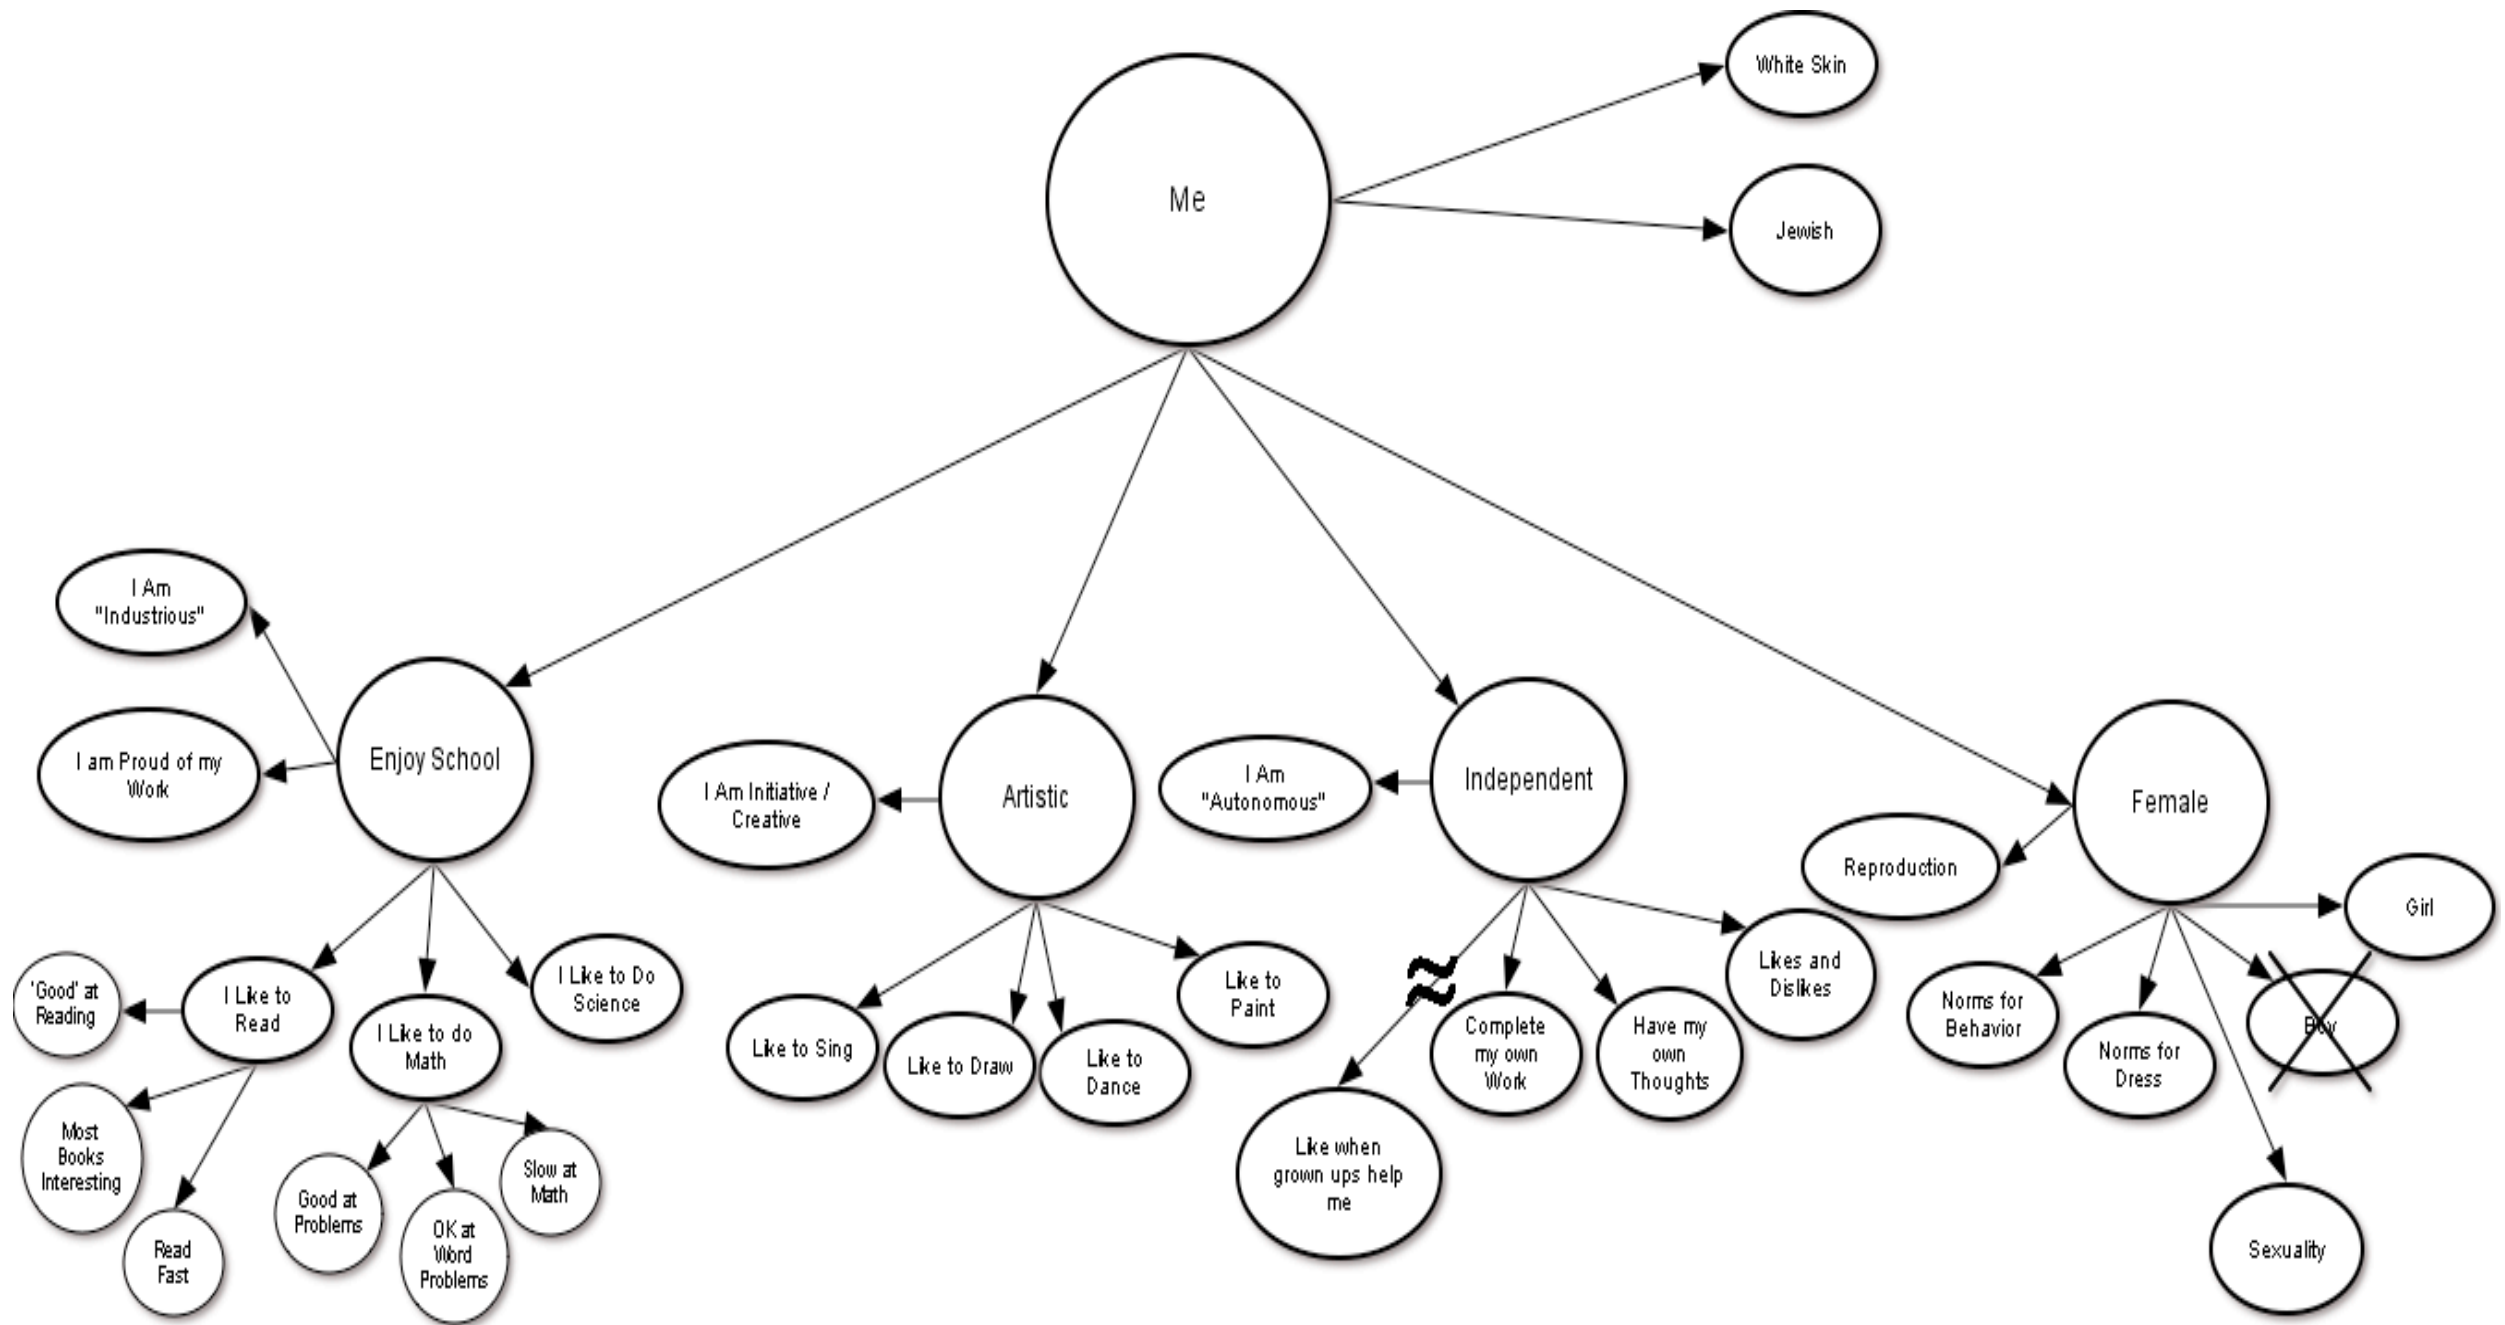 White Skin
Me
Jewish
I Am
"Industrious"
I am Proud of my
Work
Enjoy School
'Good' at
Reading
I Like to
Read
Most
Books
Interesting
Read
Fast
I Like to do
Math
Good at
Problems
OK at
Word
Problems
Slow at
Math
I Like to Do
Science
Artistic
I Am Initiative /
Creative
Like to Sing
Like to Draw
Like to
Dance
Like to
Paint
Independent
I Am
"Autonomous"
Like when
grown ups help
me
Complete
my own
Work
Have my
own
Thoughts
Likes and
Dislikes
Female
Reproduction
Norms for
Behavior
Norms for
Dress
Sexuality
Boy
Girl